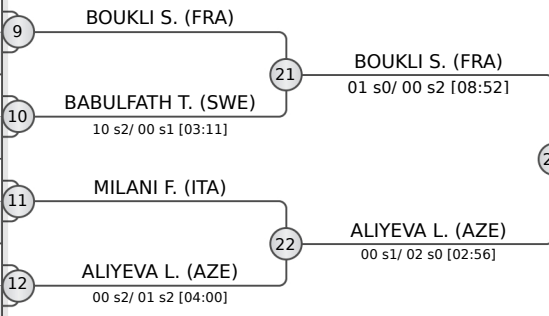 9
BOUKLI S. (FRA)
21
BOUKLI S. (FRA)
01 s0/ 00 s2 [08:52]
10
BABULFATH T. (SWE)
10 s2/ 00 s1 [03:11]
11
MILANI F. (ITA)
22
ALIYEVA L. (AZE)
00 s1/ 02 s0 [02:56]
12
ALIYEVA L. (AZE)
00 s2/ 01 s2 [04:00]